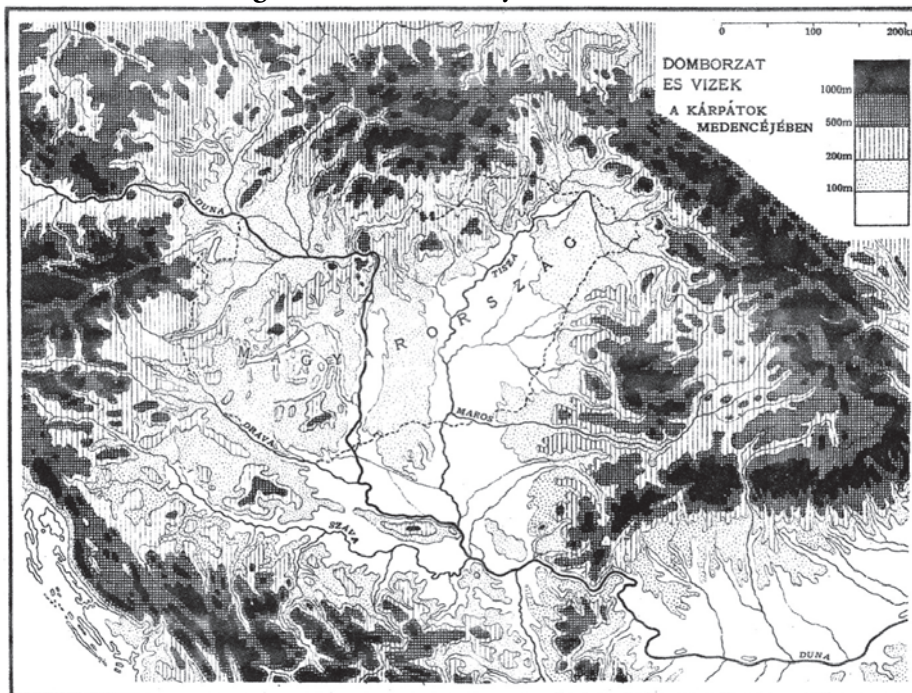 0 100 200km
DOMBORZAT
ES VIZEK
A KÁRPÁTOK
MEDENCÉJÉBEN
1000m
500m
200m
100m
DUNA
TISZA
MAGYARORSZÁG
MAROS
DRÁVA
SZÁVA
DUNA